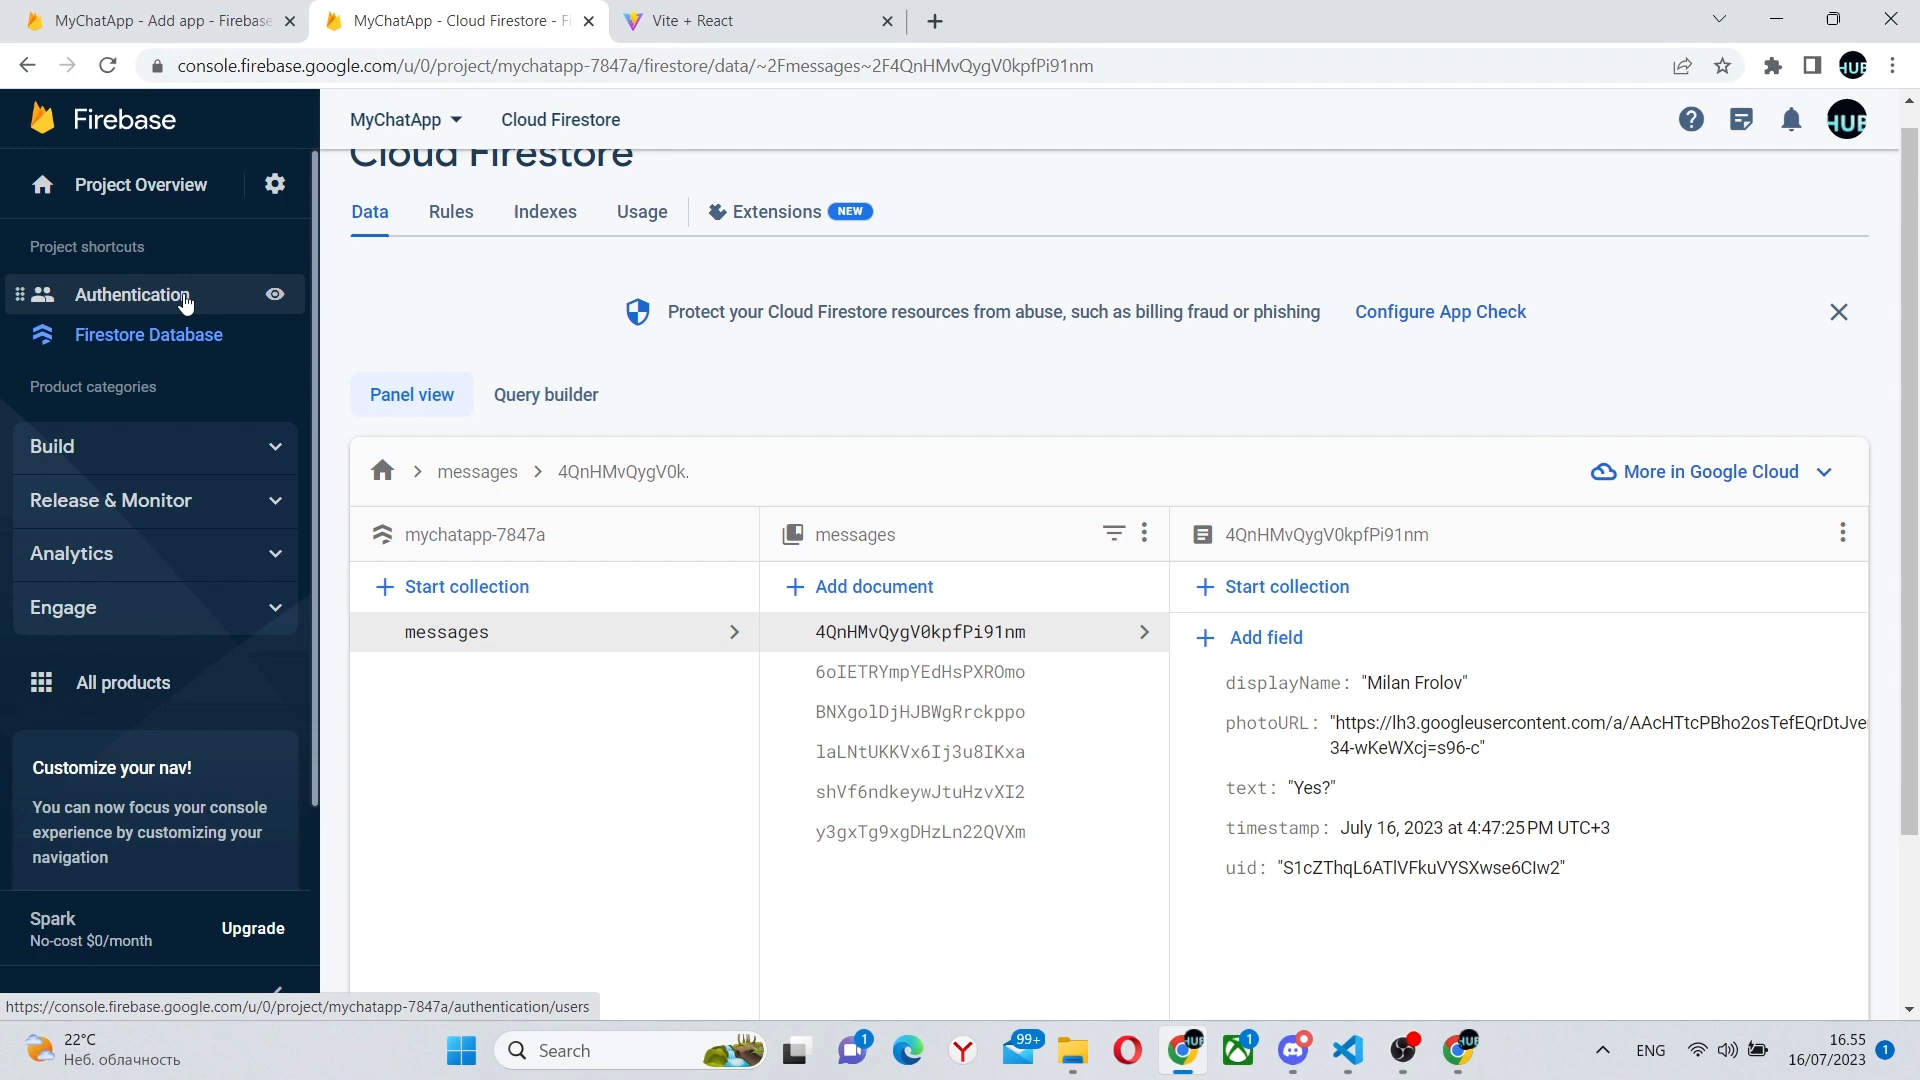 MyChatApp - Add app - Firebase
MyChatApp - Cloud Firestore - Fi
Vite + React
console.firebase.google.com/u/0/project/mychatapp-7847a/firestore/data/~2Fmessages~2F4QnHMvQygV0kpfPi91nm
HUB
Firebase
MyChatApp
Cloud Firestore
HUB
Cloud Firestore
Project Overview
Data
Rules
Indexes
Usage
Extensions
NEW
Project shortcuts
Authentication
Firestore Database
Protect your Cloud Firestore resources from abuse, such as billing fraud or phishing
Configure App Check
Product categories
Panel view
Query builder
Build
Release & Monitor
Analytics
Engage
All products
messages
4QnHMvQygV0k.
More in Google Cloud
mychatapp-7847a
messages
4QnHMvQygV0kpfPi91nm
Start collection
Add document
Start collection
messages
4QnHMvQygV0kpfPi91nm
6oIETRYmpYEdHsPXROmo
BNXgolDjHJBWgRrckppo
laLNtUKKVx6Ij3u8IKxa
shVf6ndkeywJtuHzvXI2
y3gxTg9xgDHzLn22QVXm
Add field
displayName: "Milan Frolov"
photoURL: "https://lh3.googleusercontent.com/a/AAcHTtcPBho2osTefEQrDtJve
34-wKeWXcj=s96-c"
text: "Yes?"
timestamp: July 16, 2023 at 4:47:25 PM UTC+3
uid: "S1cZThqL6ATlVFkuVYSXwse6Clw2"
Customize your nav!
You can now focus your console
experience by customizing your
navigation
Spark
No-cost $0/month
Upgrade
https://console.firebase.google.com/u/0/project/mychatapp-7847a/authentication/users
22°C
Неб. облачность
Search
1
99+
HUB
1
HUB
ENG
16.55
16/07/2023
1